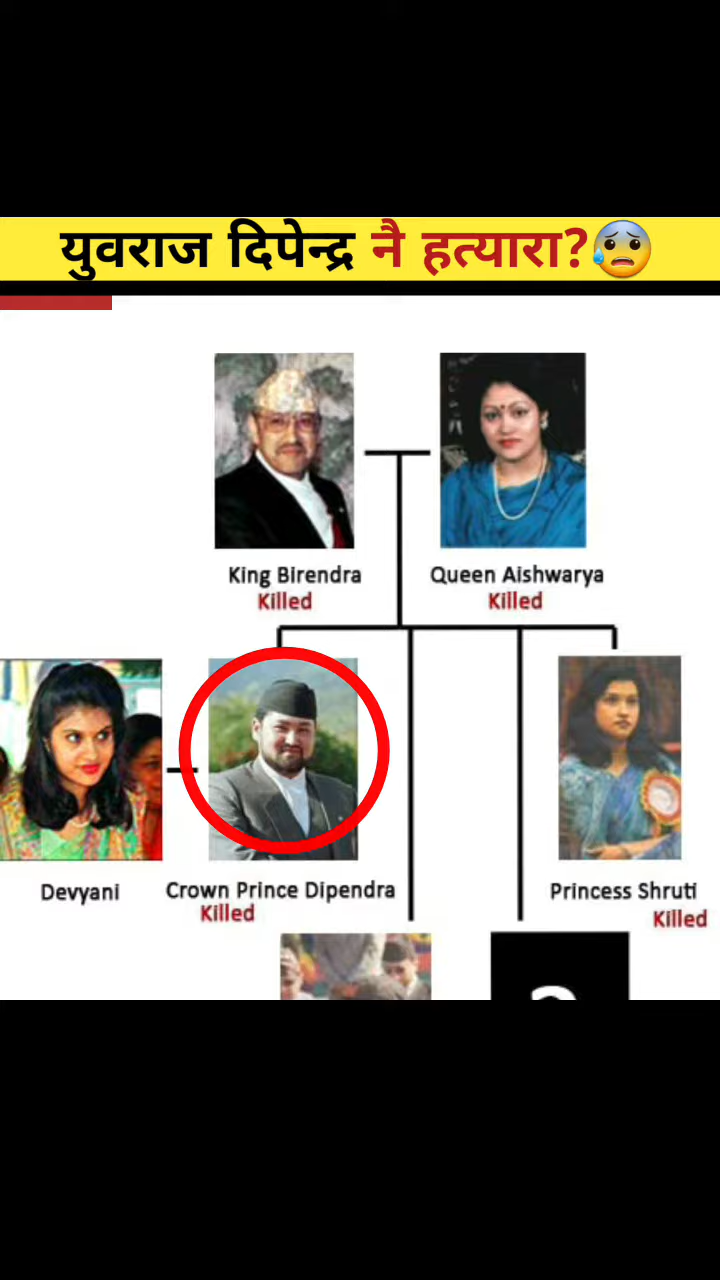 युवराज दिपेन्द्र नै हत्यारा?😰
King Birendra
Killed
Queen Aishwarya
Killed
Devyani
Crown Prince Dipendra
Killed
Princess Shruti
Killed